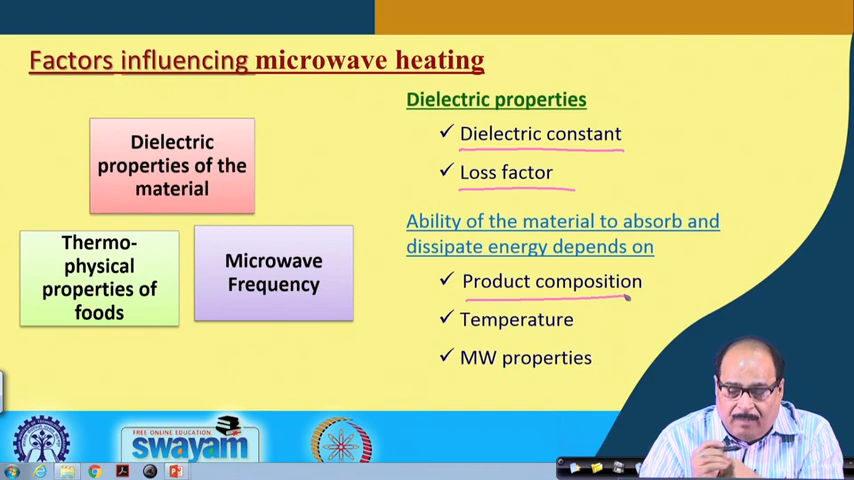 Factors influencing microwave heating
Dielectric
properties of the
material
Thermo-
physical
properties of
foods
Microwave
Frequency
Dielectric properties
✓ Dielectric constant
✓ Loss factor
Ability of the material to absorb and
dissipate energy depends on
✓ Product composition
✓ Temperature
✓ MW properties
FREE ONLINE EDUCATION
swayam